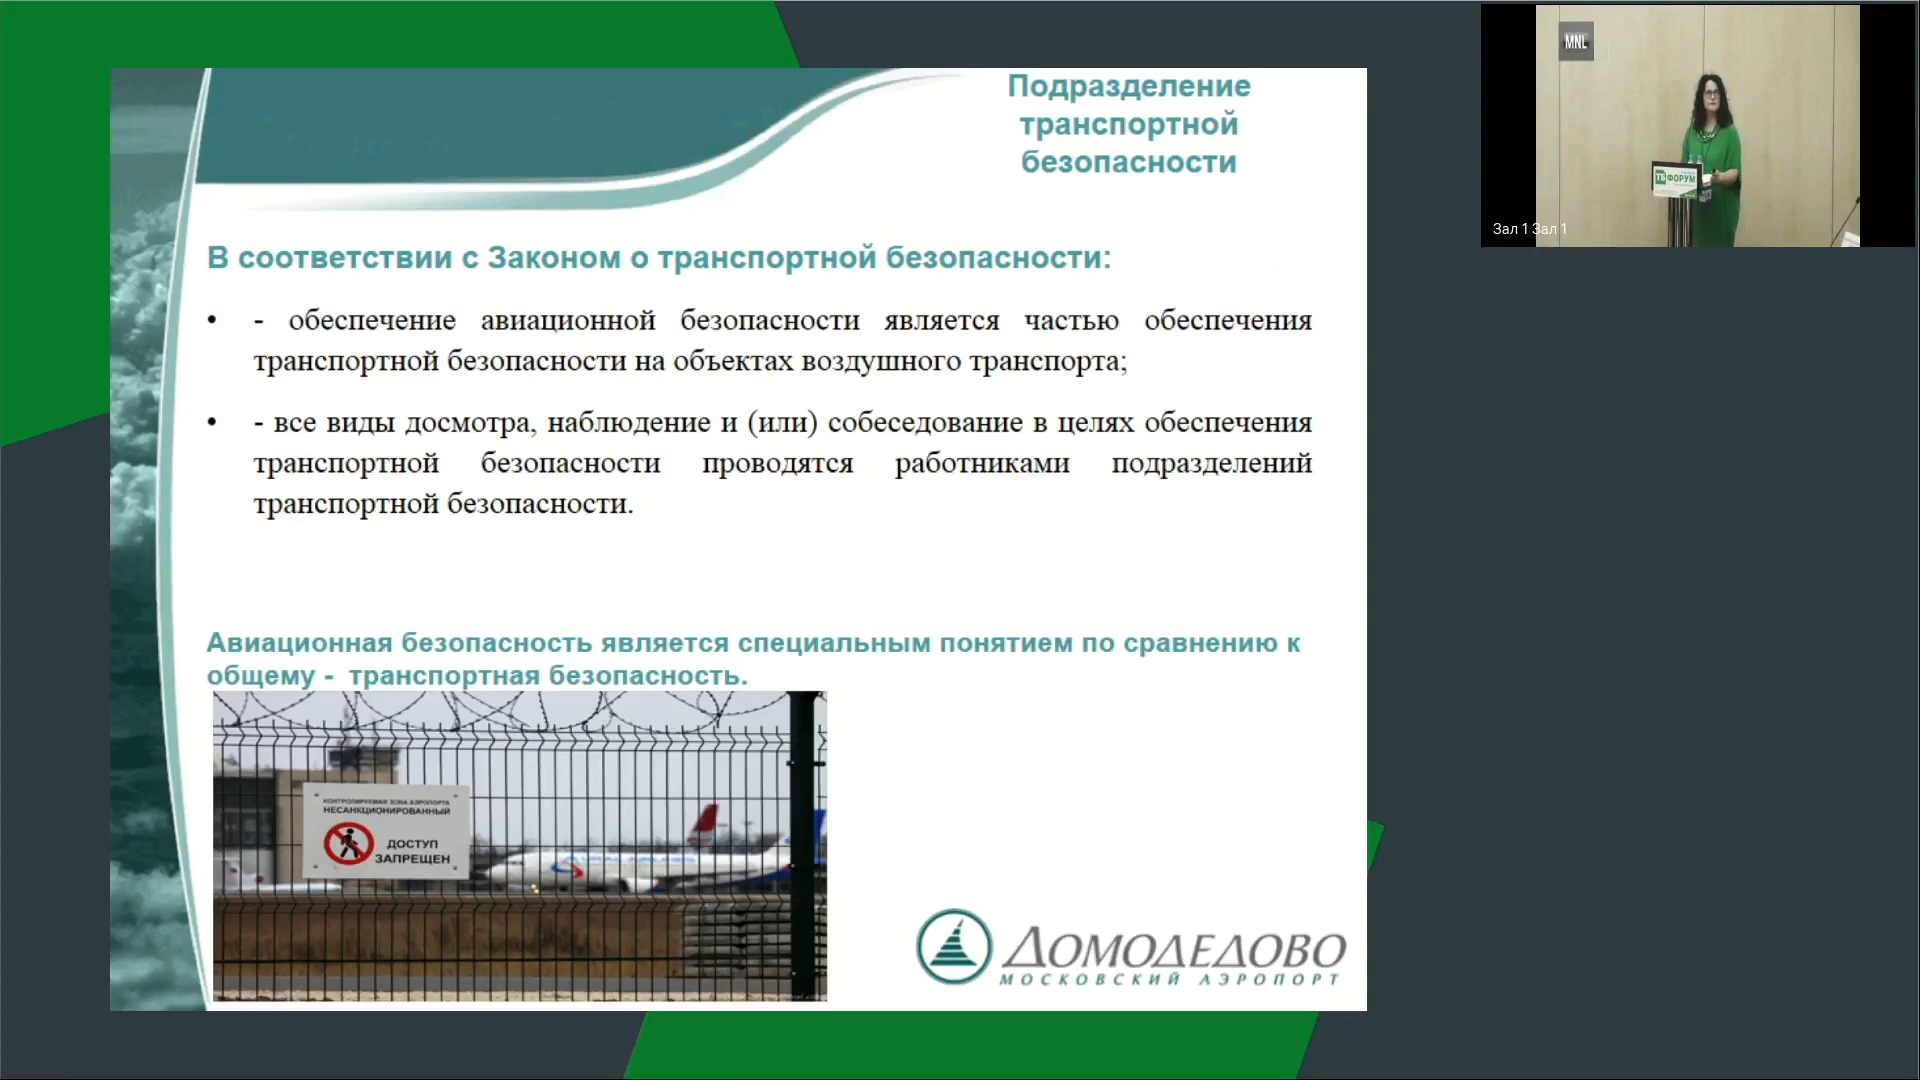 Подразделение
транспортной
безопасности
В соответствии с Законом о транспортной безопасности:
• - обеспечение авиационной безопасности является частью обеспечения
транспортной безопасности на объектах воздушного транспорта;
• - все виды досмотра, наблюдение и (или) собеседование в целях обеспечения
транспортной безопасности проводятся работниками подразделений
транспортной безопасности.
Авиационная безопасность является специальным понятием по сравнению к
общему - транспортная безопасность.
КОНТРОЛИРУЕМАЯ ЗОНА АЭРОПОРТА
НЕСАНКЦИОНИРОВАННЫЙ
ДОСТУП
ЗАПРЕЩЕН
ДОМОДЕДОВО
МОСКОВСКИЙ АЭРОПОРТ
MNL
ТБ ФОРУМ
Зал 1 Зал 1